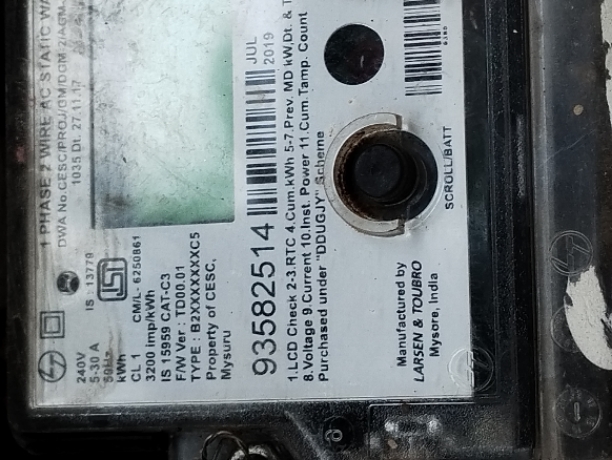 1 PHASE 2 WIRE AC STATIC
DWA No.CESC/PROJ/GM/DGM-2/AGM-
1035 Dt. 27.11.17
IS : 13779
CM/L- 6250861
240V
5-30 A
50Hz
kWh
CL 1
3200 imp/kWh
IS 15959 CAT-C3
F/W Ver : TD00.01
TYPE : B2XXXXXXXC5
Property of CESC,
Mysuru
93582514
JUL
2019
1.LCD Check 2-3.RTC 4.Cum.kWh 5-7.Prev. MD kW,Dt. & T
8.Voltage 9.Current 10.Inst. Power 11.Cum.Tamp. Count
Purchased under "DDUGJY" Scheme
SCROLL/BATT
Manufactured by
LARSEN & TOUBRO
Mysore, India